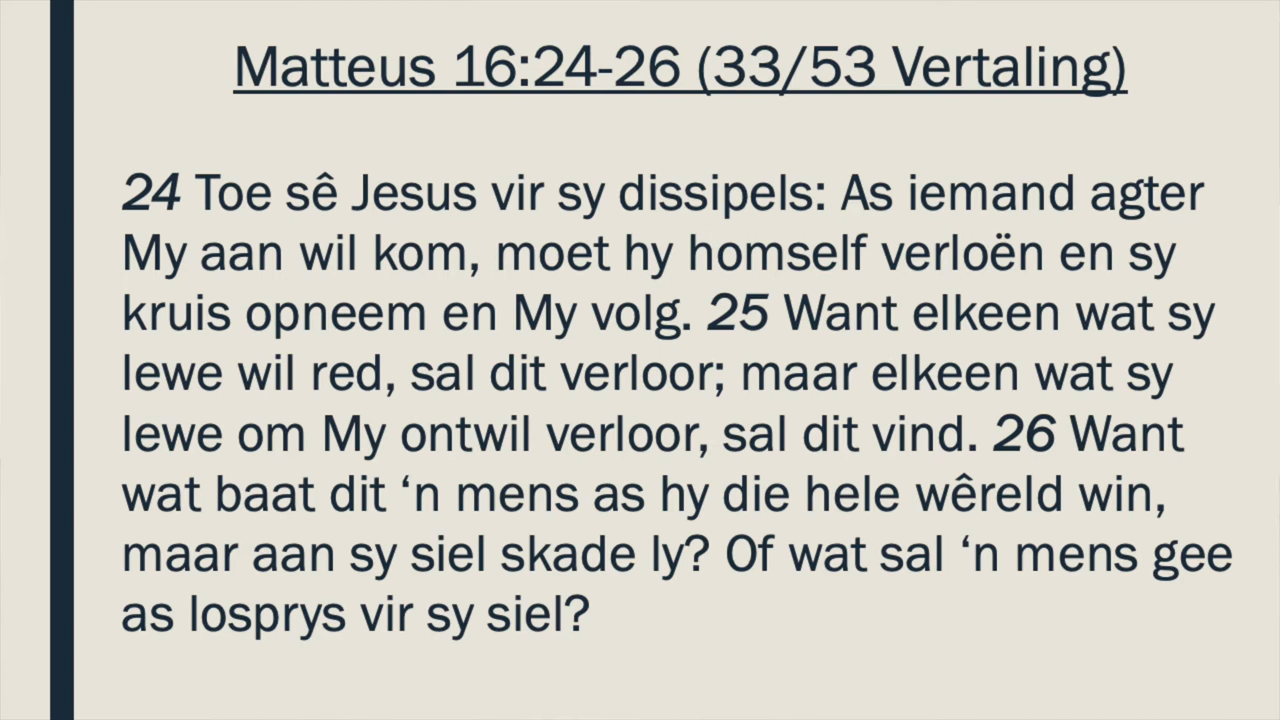 Matteus 16:24-26 (33/53 Vertaling)
24 Toe sê Jesus vir sy dissipels: As iemand agter
My aan wil kom, moet hy homself verloën en sy
kruis opneem en My volg. 25 Want elkeen wat sy
lewe wil red, sal dit verloor; maar elkeen wat sy
lewe om My ontwil verloor, sal dit vind. 26 Want
wat baat dit ‘n mens as hy die hele wêreld win,
maar aan sy siel skade ly? Of wat sal ‘n mens gee
as losprys vir sy siel?